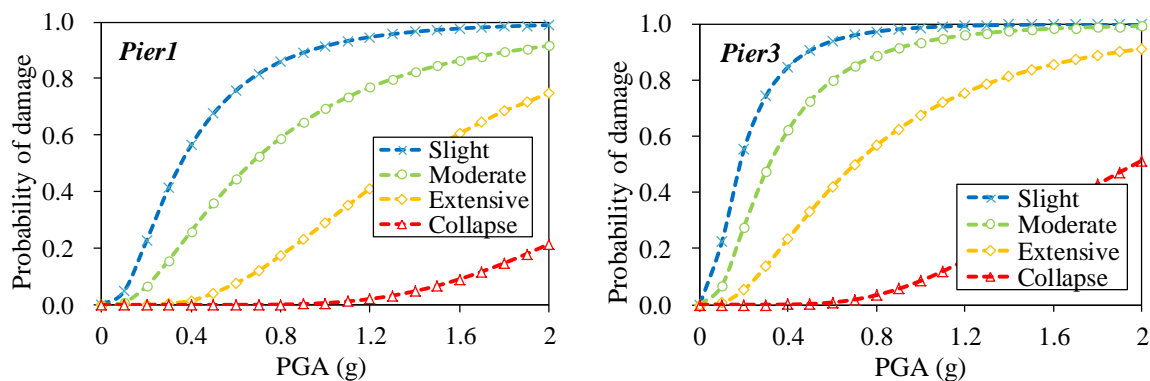 Pier1
Probability of damage
1.0
0.8
0.6
0.4
0.2
0.0
Slight
Moderate
Extensive
Collapse
0 0.4 0.8 1.2 1.6 2
PGA (g)
Pier3
Probability of damage
1.0
0.8
0.6
0.4
0.2
0.0
Slight
Moderate
Extensive
Collapse
0 0.4 0.8 1.2 1.6 2
PGA (g)